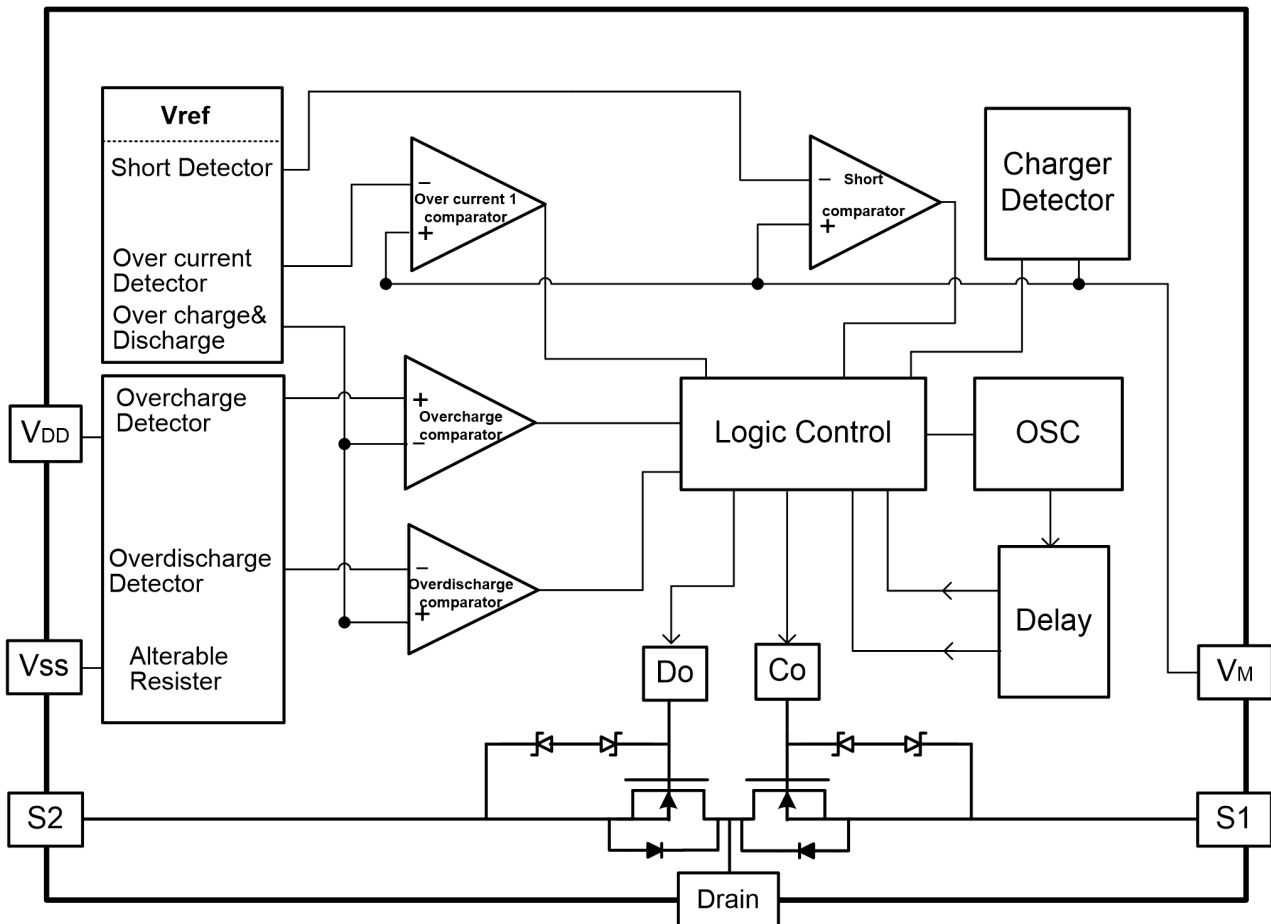 Vref
Short Detector
Over current
Detector
Over charge&
Discharge
Overcharge
Detector
Overdischarge
Detector
Alterable
Resister
VDD
Vss
S2
−
Over current 1
comparator
+
− Short
comparator
+
Charger
Detector
+
Overcharge
comparator
−
−
Overdischarge
comparator
+
Logic Control
OSC
Delay
Do
Co
VM
S1
Drain